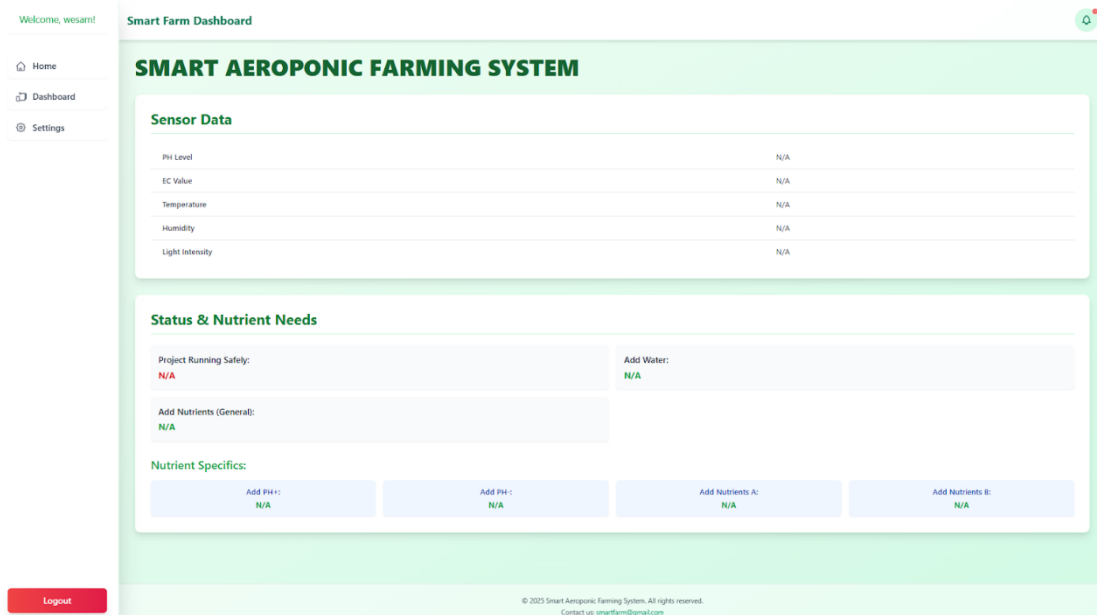 Welcome, wesam!
Smart Farm Dashboard
Home
Dashboard
Settings
SMART AEROPONIC FARMING SYSTEM
Sensor Data
PH Level N/A
EC Value N/A
Temperature N/A
Humidity N/A
Light Intensity N/A
Status & Nutrient Needs
Project Running Safely:
N/A
Add Water:
N/A
Add Nutrients (General):
N/A
Nutrient Specifics:
Add PH+:
N/A
Add PH-:
N/A
Add Nutrients A:
N/A
Add Nutrients B:
N/A
Logout
© 2025 Smart Aeroponic Farming System. All rights reserved.
Contact us: smartfarm@gmail.com